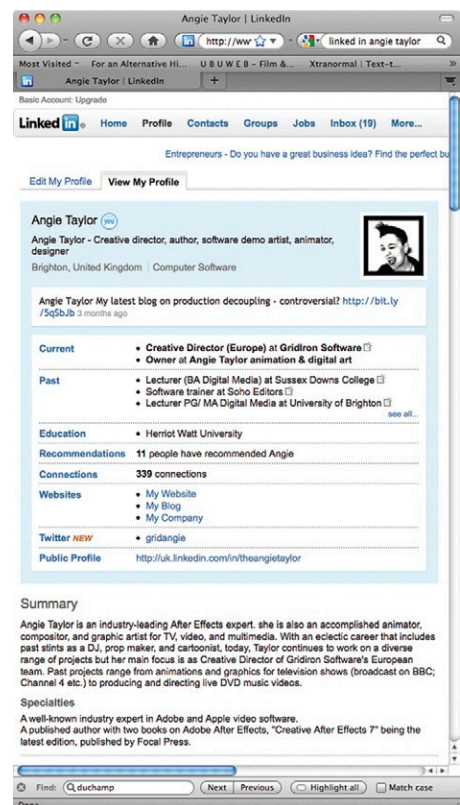 Angie Taylor | LinkedIn
http://ww
linked in angie taylor
Most Visited For an Alternative Hi... U B U W E B - Film &... Xtranormal | Text-t... »
Angie Taylor | LinkedIn +
Basic Account: Upgrade
Linked in Home Profile Contacts Groups Jobs Inbox (19) More...
Entrepreneurs - Do you have a great business idea? Find the perfect bu
Edit My Profile View My Profile
Angie Taylor you
Angie Taylor - Creative director, author, software demo artist, animator,
designer
Brighton, United Kingdom | Computer Software
Angie Taylor My latest blog on production decoupling - controversial? http://bit.ly
/5qSbJb 3 months ago
Current • Creative Director (Europe) at GridIron Software
• Owner at Angie Taylor animation & digital art
Past • Lecturer (BA Digital Media) at Sussex Downs College
• Software trainer at Soho Editors
• Lecturer PG/ MA Digital Media at University of Brighton
see all...
Education • Herriot Watt University
Recommendations 11 people have recommended Angie
Connections 339 connections
Websites • My Website
• My Blog
• My Company
Twitter NEW • gridangie
Public Profile http://uk.linkedin.com/in/theangietaylor
Summary
Angie Taylor is an industry-leading After Effects expert. she is also an accomplished animator,
compositor, and graphic artist for TV, video, and multimedia. With an eclectic career that includes
past stints as a DJ, prop maker, and cartoonist, today, Taylor continues to work on a diverse
range of projects but her main focus is as Creative Director of Gridiron Software's European
team. Past projects range from animations and graphics for television shows (broadcast on BBC;
Channel 4 etc.) to producing and directing live DVD music videos.
Specialties
A well-known industry expert in Adobe and Apple video software.
A published author with two books on Adobe After Effects, "Creative After Effects 7" being the
latest edition, published by Focal Press.
Find: duchamp Next Previous Highlight all Match case
Done